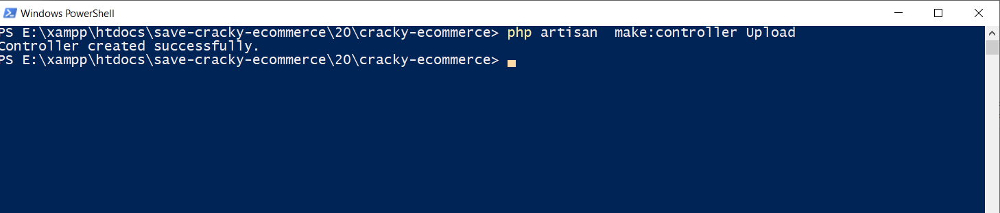 Windows PowerShell
PS E:\xampp\htdocs\save-cracky-ecommerce\20\cracky-ecommerce> php artisan  make:controller Upload
Controller created successfully.
PS E:\xampp\htdocs\save-cracky-ecommerce\20\cracky-ecommerce>